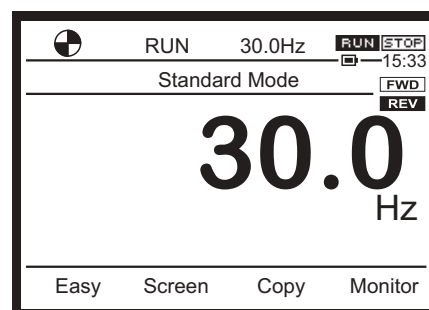 RUN 30.0Hz RUN STOP
15:33
Standard Mode FWD
REV
30.0
Hz
Easy Screen Copy Monitor